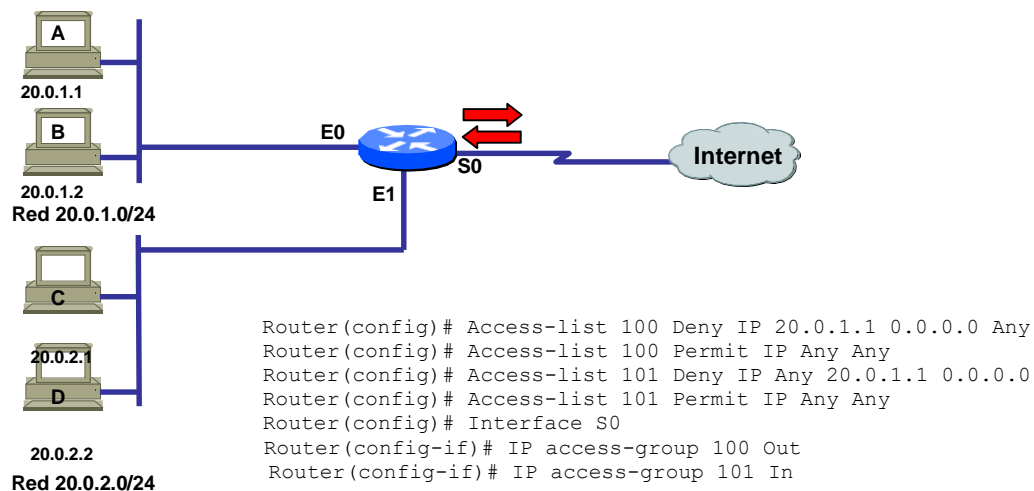 A
20.0.1.1
B
20.0.1.2
Red 20.0.1.0/24
E0
S0
E1
Internet
C
20.0.2.1
D
20.0.2.2
Red 20.0.2.0/24
Router(config)# Access-list 100 Deny IP 20.0.1.1 0.0.0.0 Any
Router(config)# Access-list 100 Permit IP Any Any
Router(config)# Access-list 101 Deny IP Any 20.0.1.1 0.0.0.0
Router(config)# Access-list 101 Permit IP Any Any
Router(config)# Interface S0
Router(config-if)# IP access-group 100 Out
Router(config-if)# IP access-group 101 In